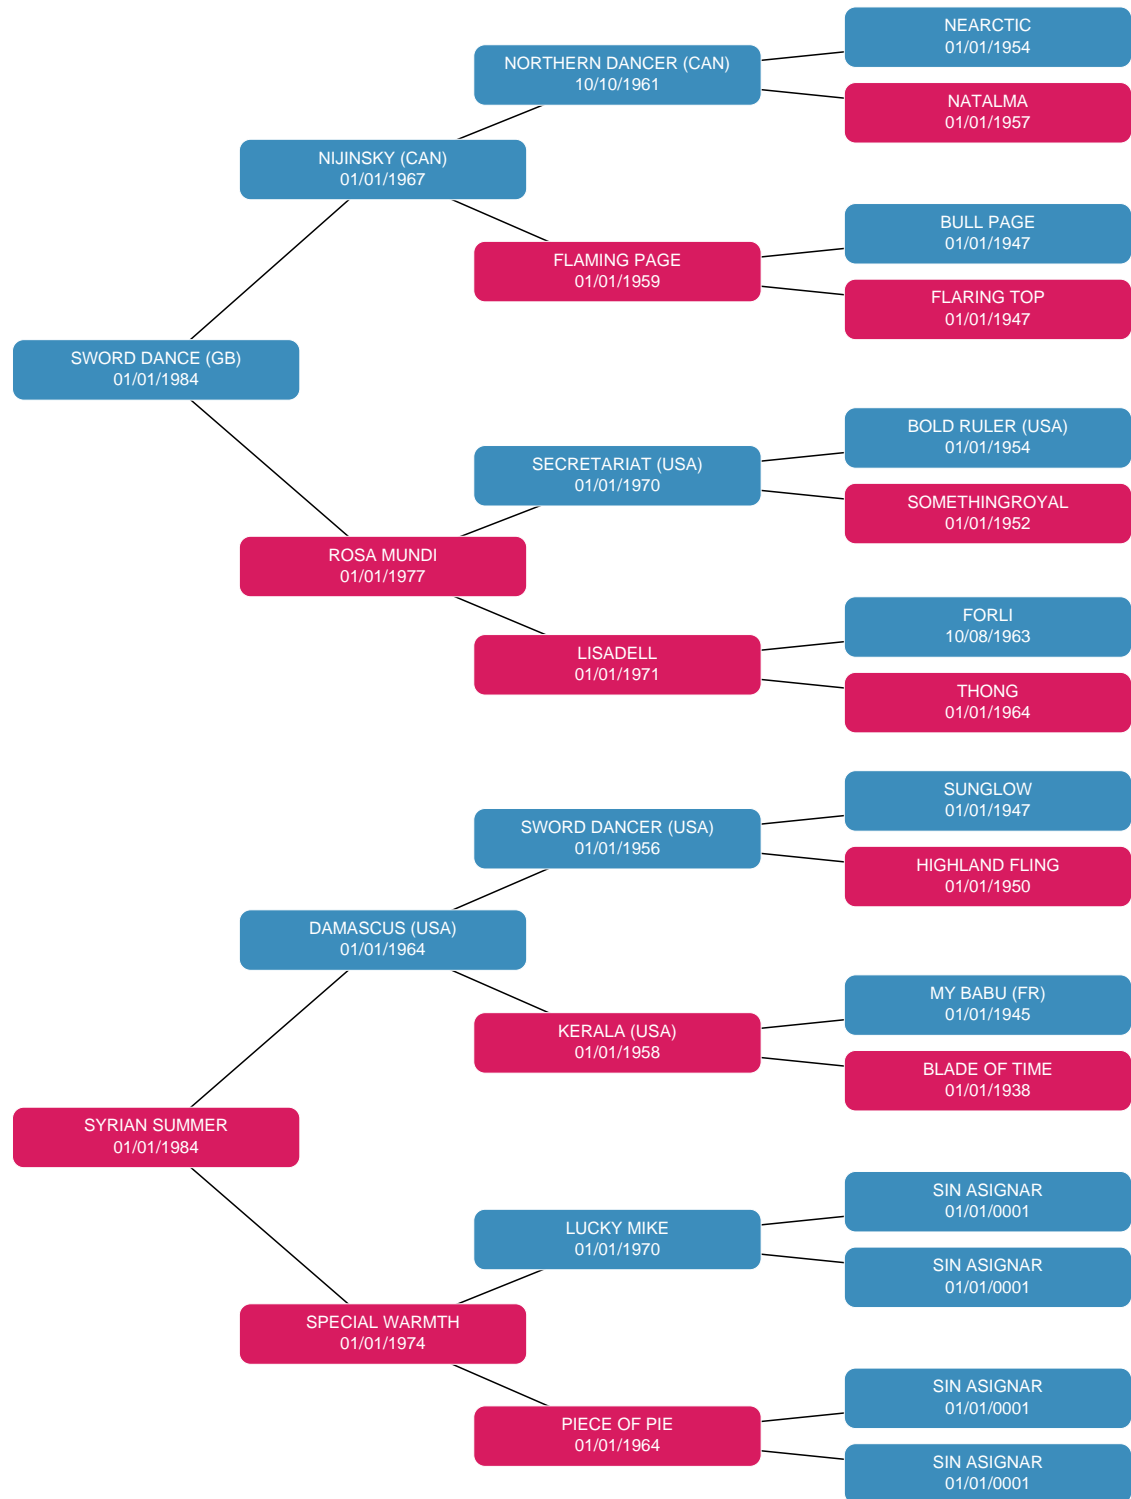 NEARCTIC
01/01/1954
NORTHERN DANCER (CAN)
10/10/1961
NATALMA
01/01/1957
NIJINSKY (CAN)
01/01/1967
BULL PAGE
01/01/1947
FLAMING PAGE
01/01/1959
FLARING TOP
01/01/1947
SWORD DANCE (GB)
01/01/1984
BOLD RULER (USA)
01/01/1954
SECRETARIAT (USA)
01/01/1970
SOMETHINGROYAL
01/01/1952
ROSA MUNDI
01/01/1977
FORLI
10/08/1963
LISADELL
01/01/1971
THONG
01/01/1964
SUNGLOW
01/01/1947
SWORD DANCER (USA)
01/01/1956
HIGHLAND FLING
01/01/1950
DAMASCUS (USA)
01/01/1964
MY BABU (FR)
01/01/1945
KERALA (USA)
01/01/1958
BLADE OF TIME
01/01/1938
SYRIAN SUMMER
01/01/1984
SIN ASIGNAR
01/01/0001
LUCKY MIKE
01/01/1970
SIN ASIGNAR
01/01/0001
SPECIAL WARMTH
01/01/1974
SIN ASIGNAR
01/01/0001
PIECE OF PIE
01/01/1964
SIN ASIGNAR
01/01/0001